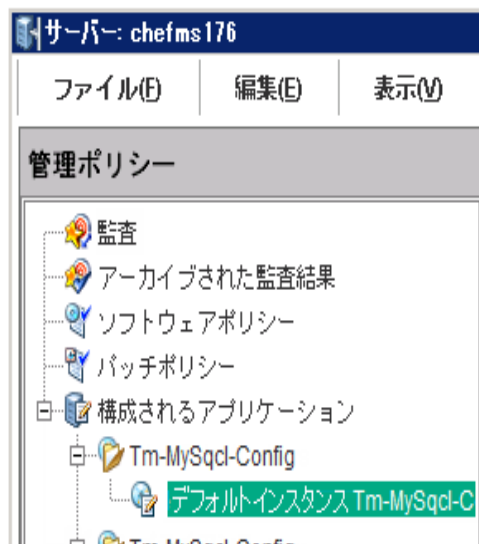 サーバー: chefms176
ファイル(F) 編集(E) 表示(V)
管理ポリシー
監査
アーカイブされた監査結果
ソフトウェアポリシー
パッチポリシー
構成されるアプリケーション
Tm-MySqcl-Config
デフォルトインスタンス Tm-MySqcl-C
Tm-MySqcl-Config